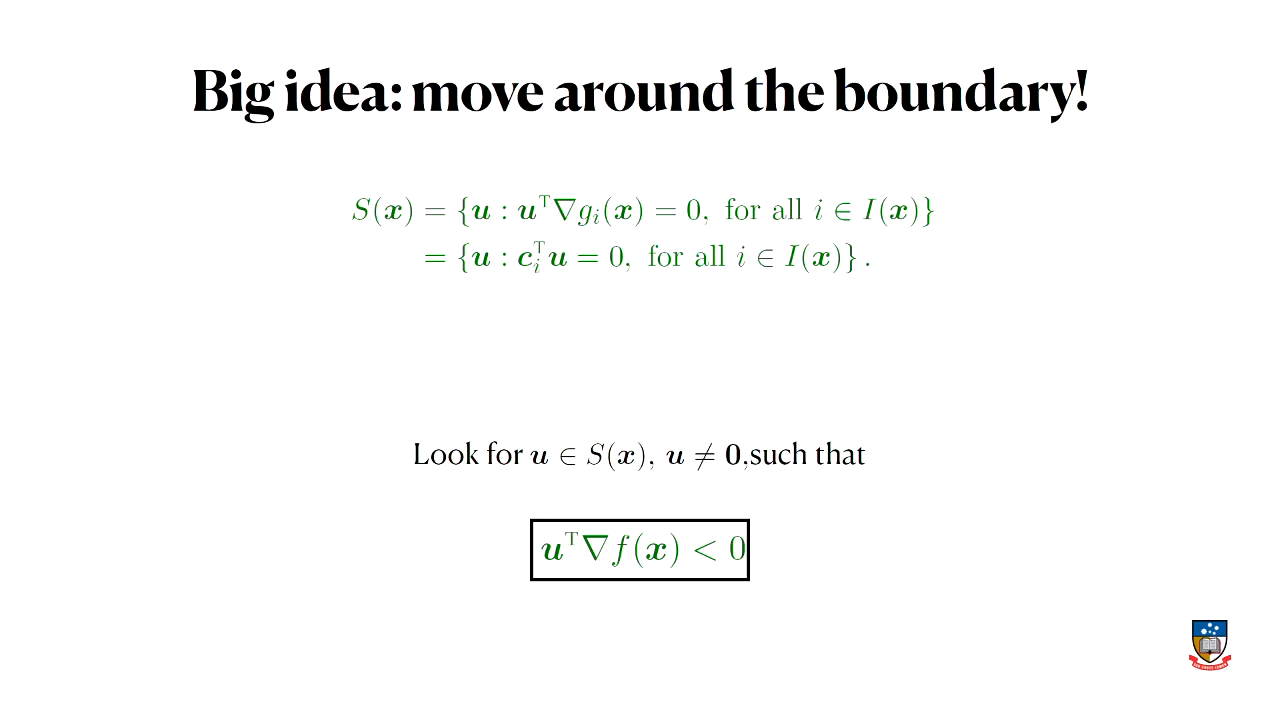 Big idea: move around the boundary!
S(x) = {u : uᵀ∇gᵢ(x) = 0, for all i ∈ I(x)}
= {u : cᵢᵀu = 0, for all i ∈ I(x)} .
Look for u ∈ S(x), u ≠ 0,such that
uᵀ∇f(x) < 0